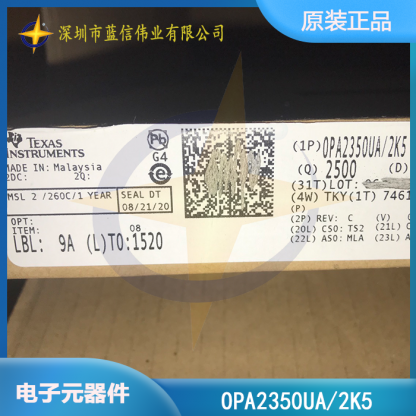 深圳市蓝信伟业有限公司
原装正品
TEXAS
INSTRUMENTS
MADE IN: Malaysia
2DC: 2Q:
Pb
G4
e
MSL 2 /260C/1 YEAR
SEAL DT
08/21/20
OPT:
ITEM: 08
LBL: 9A (L)TO:1520
(1P) OPA2350UA/2K5
(Q) 2500 (D)
(31T)LOT:
(4W) TKY(1T) 7461
(P)
(2P) REV: C (V)
(20L) CSO: TS2 (21L)
(22L) ASO: MLA (23L)
电子元器件
OPA2350UA/2K5